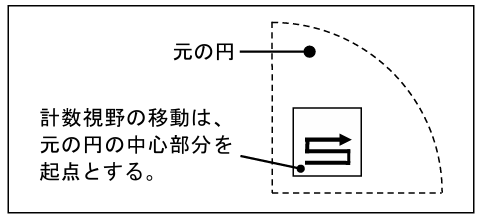 元の円
計数視野の移動は、
元の円の中心部分を
起点とする。